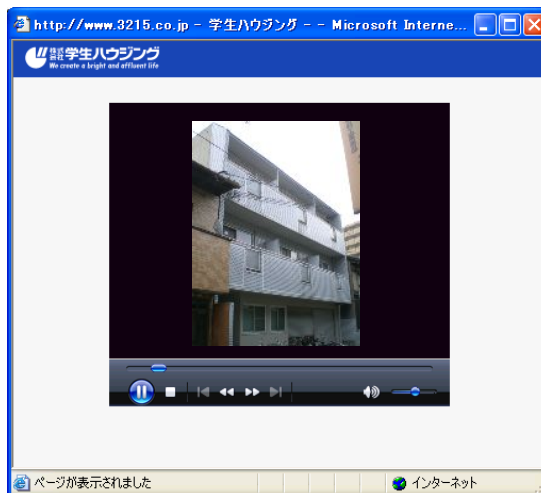 http://www.3215.co.jp - 学生ハウジング - - Microsoft Interne...
株式会社 学生ハウジング
We create a bright and affluent life
ページが表示されました
インターネット